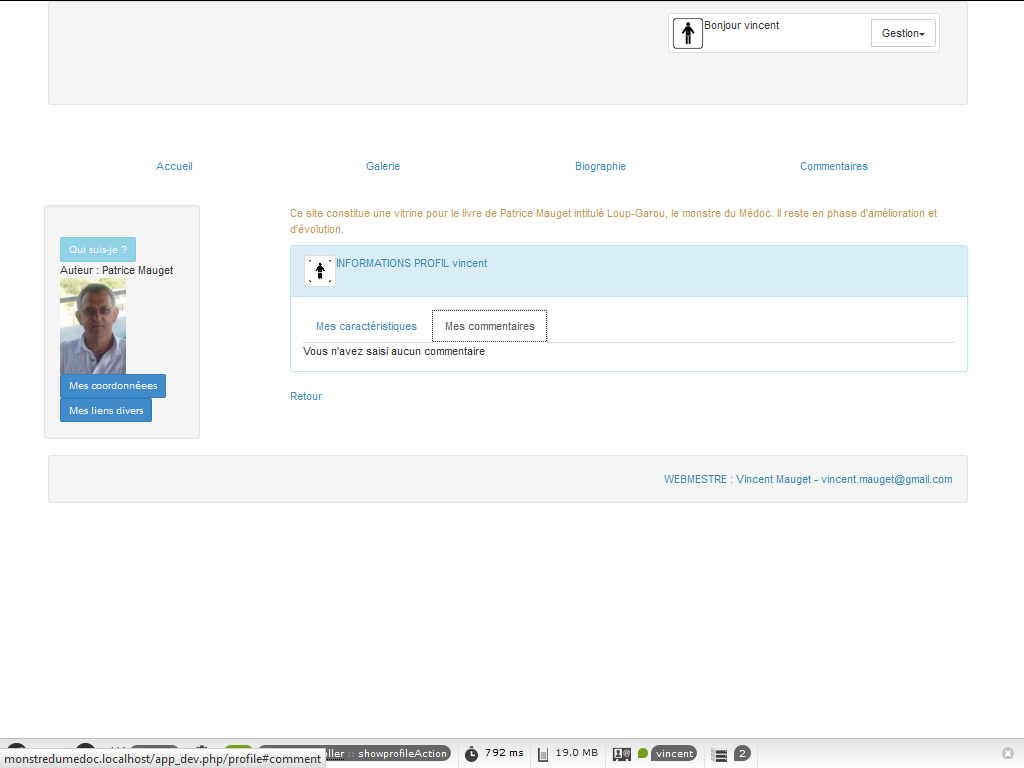 Bonjour vincent
Gestion
Accueil
Galerie
Biographie
Commentaires
Qui suis-je ?
Auteur : Patrice Mauget
Mes coordonnéees
Mes liens divers
Ce site constitue une vitrine pour le livre de Patrice Mauget intitulé Loup-Garou, le monstre du Médoc. Il reste en phase d'amélioration et
d'évolution.
INFORMATIONS PROFIL vincent
Mes caractéristiques
Mes commentaires
Vous n'avez saisi aucun commentaire
Retour
WEBMESTRE : Vincent Mauget - vincent.mauget@gmail.com
monstredumedoc.localhost/app_dev.php/profile#comment
:: showprofileAction
792 ms
19.0 MB
vincent
2